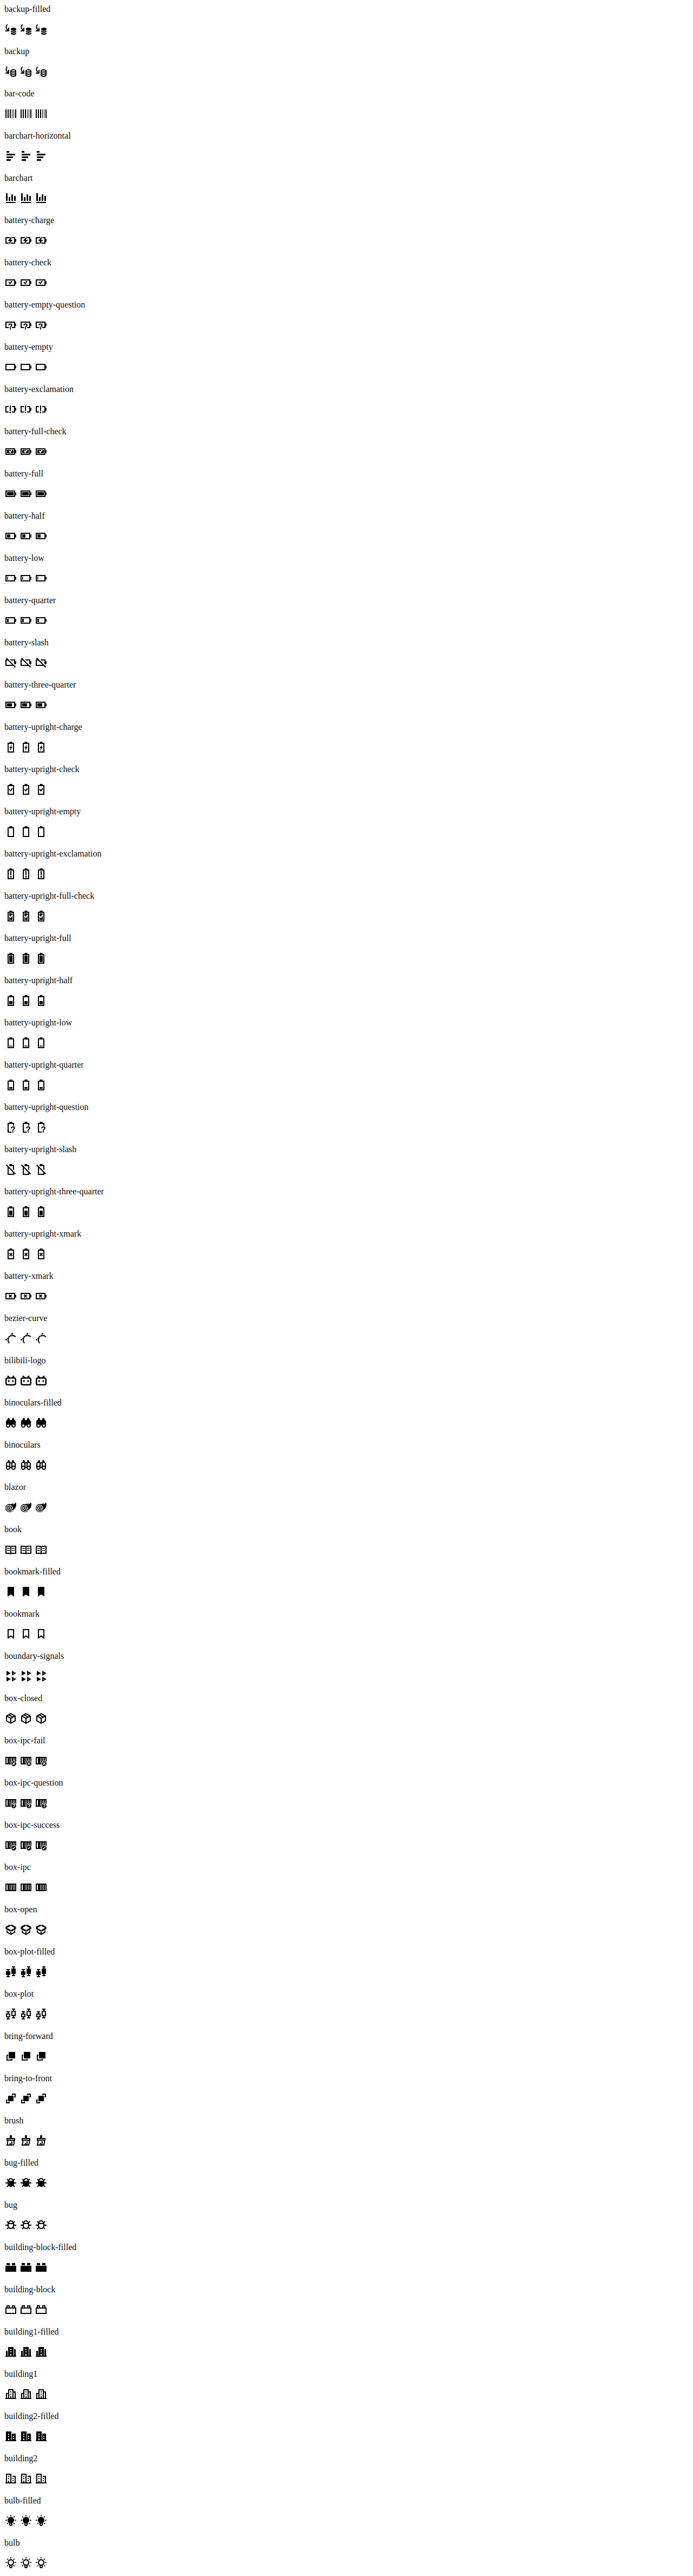 backup-filled
backup
bar-code
barchart-horizontal
barchart
battery-charge
battery-check
battery-empty-question
battery-empty
battery-exclamation
battery-full-check
battery-full
battery-half
battery-low
battery-quarter
battery-slash
battery-three-quarter
battery-upright-charge
battery-upright-check
battery-upright-empty
battery-upright-exclamation
battery-upright-full-check
battery-upright-full
battery-upright-half
battery-upright-low
battery-upright-quarter
battery-upright-question
battery-upright-slash
battery-upright-three-quarter
battery-upright-xmark
battery-xmark
bezier-curve
bilibili-logo
binoculars-filled
binoculars
blazor
book
bookmark-filled
bookmark
boundary-signals
box-closed
box-ipc-fail
box-ipc-question
box-ipc-success
box-ipc
box-open
box-plot-filled
box-plot
bring-forward
bring-to-front
brush
bug-filled
bug
building-block-filled
building-block
building1-filled
building1
building2-filled
building2
bulb-filled
bulb